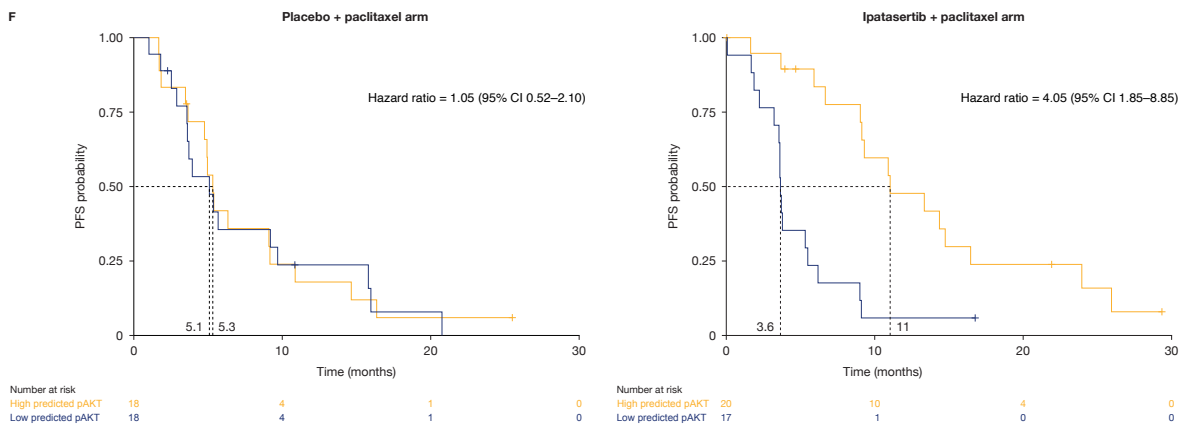 F
Placebo + paclitaxel arm
1.00
0.75
0.50
0.25
0
PFS probability
Hazard ratio = 1.05 (95% CI 0.52–2.10)
5.1
5.3
0 10 20 30
Time (months)
Number at risk
High predicted pAKT 18 4 1 0
Low predicted pAKT 18 4 1 0
Ipatasertib + paclitaxel arm
1.00
0.75
0.50
0.25
0
PFS probability
Hazard ratio = 4.05 (95% CI 1.85–8.85)
3.6
11
0 10 20 30
Time (months)
Number at risk
High predicted pAKT 20 10 4 0
Low predicted pAKT 17 1 0 0